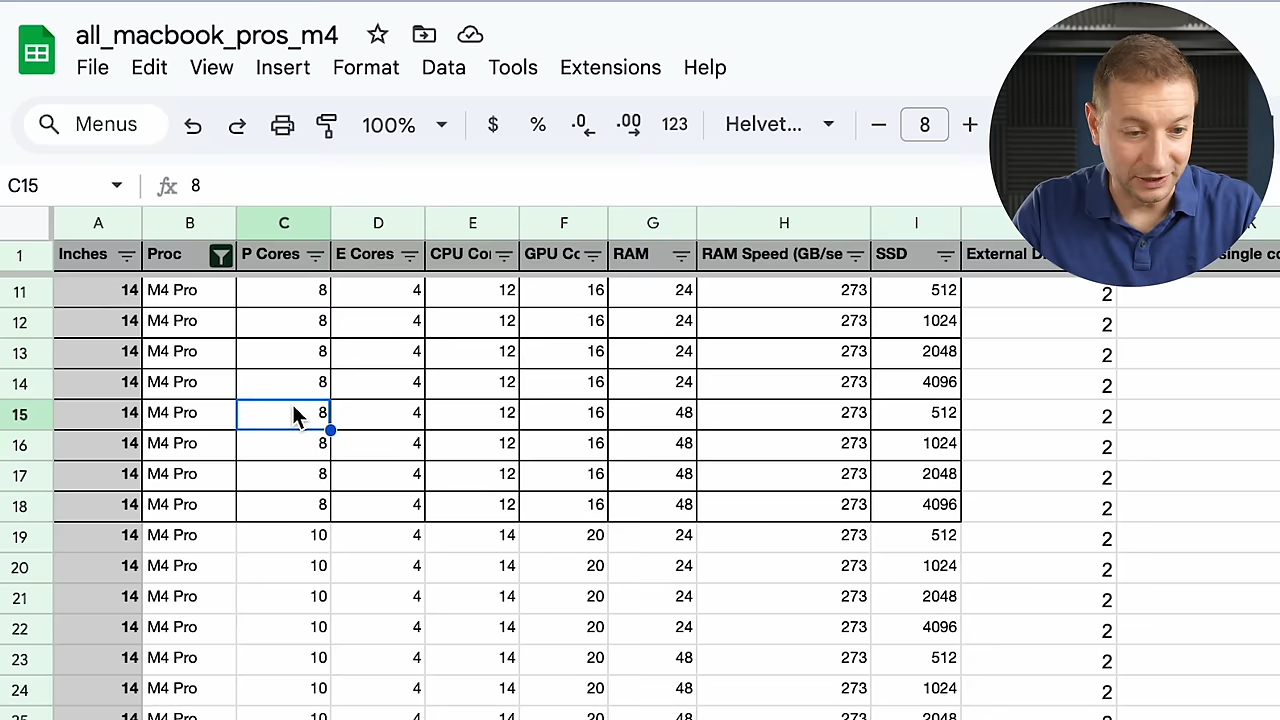 all_macbook_pros_m4
File Edit View Insert Format Data Tools Extensions Help
Menus 100% $ % .0 .00 123 Helvet... − 8 +
C15 fx 8
A B C D E F G H I
1 Inches Proc P Cores E Cores CPU Co GPU Co RAM RAM Speed (GB/se SSD External D single co
11 14 M4 Pro 8 4 12 16 24 273 512 2
12 14 M4 Pro 8 4 12 16 24 273 1024 2
13 14 M4 Pro 8 4 12 16 24 273 2048 2
14 14 M4 Pro 8 4 12 16 24 273 4096 2
15 14 M4 Pro 8 4 12 16 48 273 512 2
16 14 M4 Pro 8 4 12 16 48 273 1024 2
17 14 M4 Pro 8 4 12 16 48 273 2048 2
18 14 M4 Pro 8 4 12 16 48 273 4096 2
19 14 M4 Pro 10 4 14 20 24 273 512 2
20 14 M4 Pro 10 4 14 20 24 273 1024 2
21 14 M4 Pro 10 4 14 20 24 273 2048 2
22 14 M4 Pro 10 4 14 20 24 273 4096 2
23 14 M4 Pro 10 4 14 20 48 273 512 2
24 14 M4 Pro 10 4 14 20 48 273 1024 2
25 14 M4 Pro 10 4 14 20 48 273 2048 2